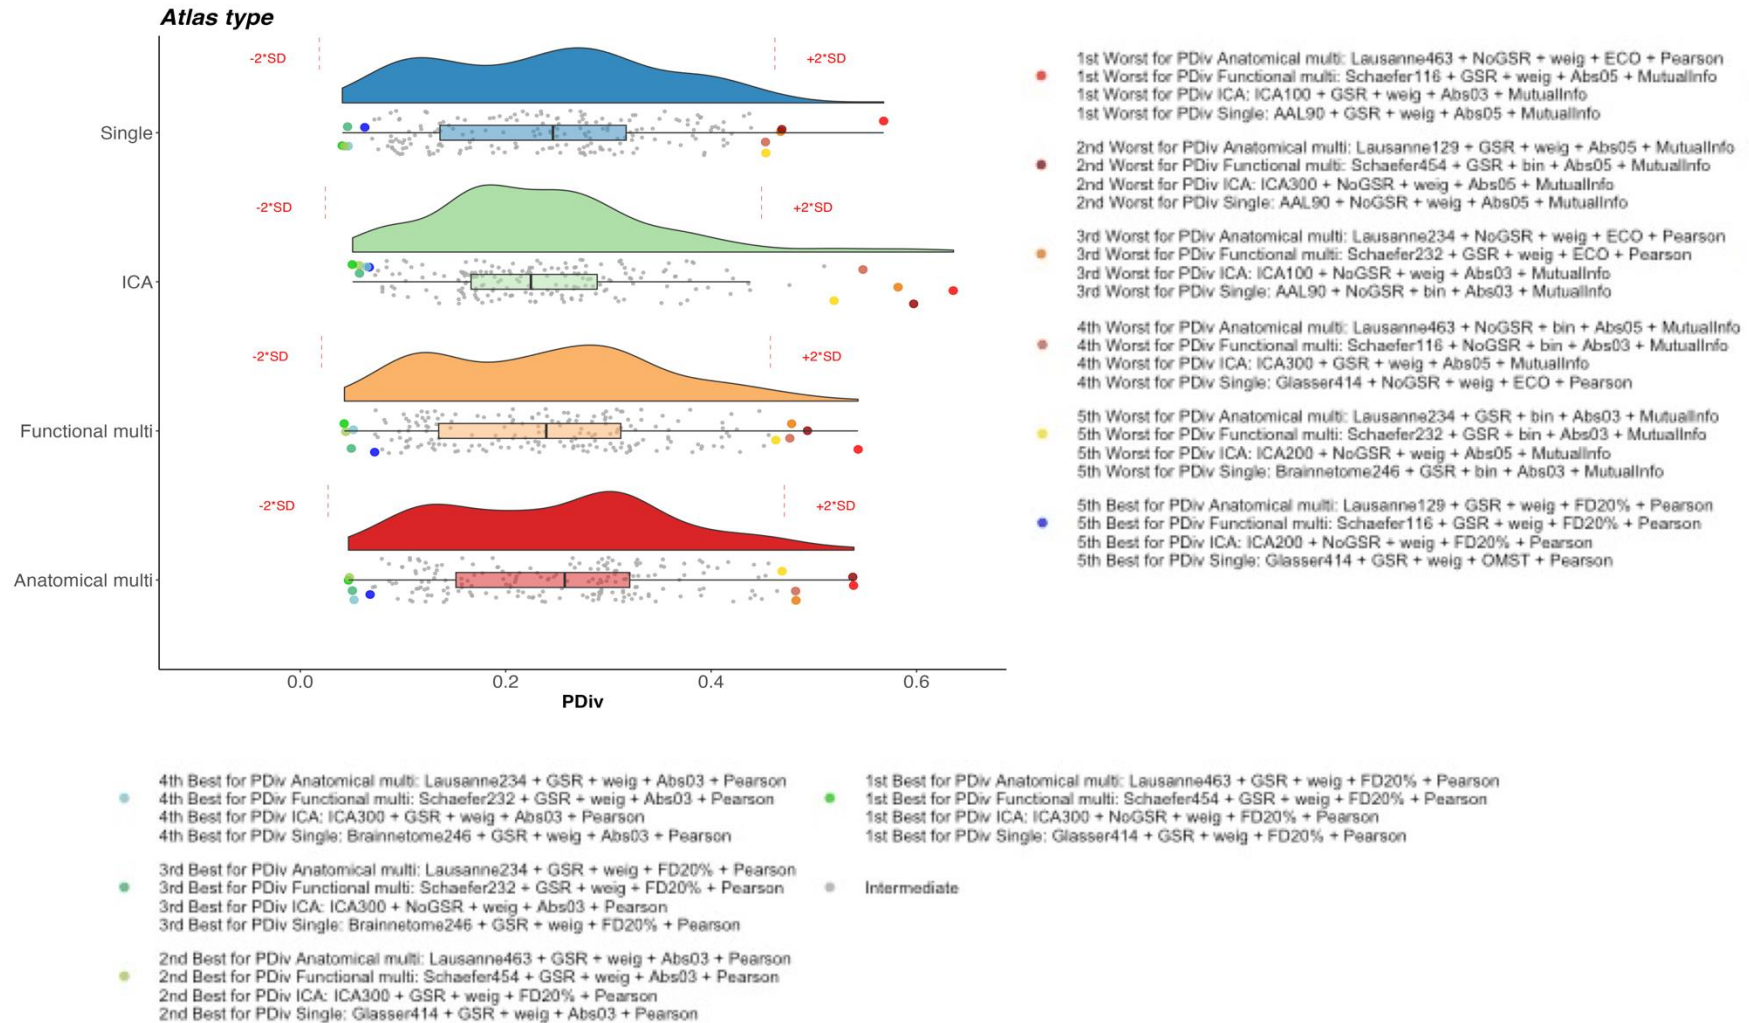 Atlas type
-2*SD
+2*SD
Single
-2*SD
+2*SD
ICA
-2*SD
+2*SD
Functional multi
-2*SD
+2*SD
Anatomical multi
0.0
0.2
0.4
0.6
PDiv
1st Worst for PDiv Anatomical multi: Lausanne463 + NoGSR + weig + ECO + Pearson
1st Worst for PDiv Functional multi: Schaefer116 + GSR + weig + Abs05 + MutualInfo
1st Worst for PDiv ICA: ICA100 + GSR + weig + Abs03 + MutualInfo
1st Worst for PDiv Single: AAL90 + GSR + weig + Abs05 + MutualInfo
2nd Worst for PDiv Anatomical multi: Lausanne129 + GSR + weig + Abs05 + MutualInfo
2nd Worst for PDiv Functional multi: Schaefer454 + GSR + bin + Abs05 + MutualInfo
2nd Worst for PDiv ICA: ICA300 + NoGSR + weig + Abs05 + MutualInfo
2nd Worst for PDiv Single: AAL90 + NoGSR + weig + Abs05 + MutualInfo
3rd Worst for PDiv Anatomical multi: Lausanne234 + NoGSR + weig + ECO + Pearson
3rd Worst for PDiv Functional multi: Schaefer232 + GSR + weig + ECO + Pearson
3rd Worst for PDiv ICA: ICA100 + NoGSR + weig + Abs03 + MutualInfo
3rd Worst for PDiv Single: AAL90 + NoGSR + bin + Abs03 + MutualInfo
4th Worst for PDiv Anatomical multi: Lausanne463 + NoGSR + bin + Abs05 + MutualInfo
4th Worst for PDiv Functional multi: Schaefer116 + NoGSR + bin + Abs03 + MutualInfo
4th Worst for PDiv ICA: ICA300 + GSR + weig + Abs05 + MutualInfo
4th Worst for PDiv Single: Glasser414 + NoGSR + weig + ECO + Pearson
5th Worst for PDiv Anatomical multi: Lausanne234 + GSR + bin + Abs03 + MutualInfo
5th Worst for PDiv Functional multi: Schaefer232 + GSR + bin + Abs03 + MutualInfo
5th Worst for PDiv ICA: ICA200 + NoGSR + weig + Abs05 + MutualInfo
5th Worst for PDiv Single: Brainnetome246 + GSR + bin + Abs03 + MutualInfo
5th Best for PDiv Anatomical multi: Lausanne129 + GSR + weig + FD20% + Pearson
5th Best for PDiv Functional multi: Schaefer116 + GSR + weig + FD20% + Pearson
5th Best for PDiv ICA: ICA200 + NoGSR + weig + FD20% + Pearson
5th Best for PDiv Single: Glasser414 + GSR + weig + OMST + Pearson
4th Best for PDiv Anatomical multi: Lausanne234 + GSR + weig + Abs03 + Pearson
4th Best for PDiv Functional multi: Schaefer232 + GSR + weig + Abs03 + Pearson
4th Best for PDiv ICA: ICA300 + GSR + weig + Abs03 + Pearson
4th Best for PDiv Single: Brainnetome246 + GSR + weig + Abs03 + Pearson
3rd Best for PDiv Anatomical multi: Lausanne234 + GSR + weig + FD20% + Pearson
3rd Best for PDiv Functional multi: Schaefer232 + GSR + weig + FD20% + Pearson
3rd Best for PDiv ICA: ICA300 + NoGSR + weig + Abs03 + Pearson
3rd Best for PDiv Single: Brainnetome246 + GSR + weig + FD20% + Pearson
2nd Best for PDiv Anatomical multi: Lausanne463 + GSR + weig + Abs03 + Pearson
2nd Best for PDiv Functional multi: Schaefer454 + GSR + weig + Abs03 + Pearson
2nd Best for PDiv ICA: ICA300 + GSR + weig + FD20% + Pearson
2nd Best for PDiv Single: Glasser414 + GSR + weig + Abs03 + Pearson
1st Best for PDiv Anatomical multi: Lausanne463 + GSR + weig + FD20% + Pearson
1st Best for PDiv Functional multi: Schaefer454 + GSR + weig + FD20% + Pearson
1st Best for PDiv ICA: ICA300 + NoGSR + weig + FD20% + Pearson
1st Best for PDiv Single: Glasser414 + GSR + weig + FD20% + Pearson
Intermediate